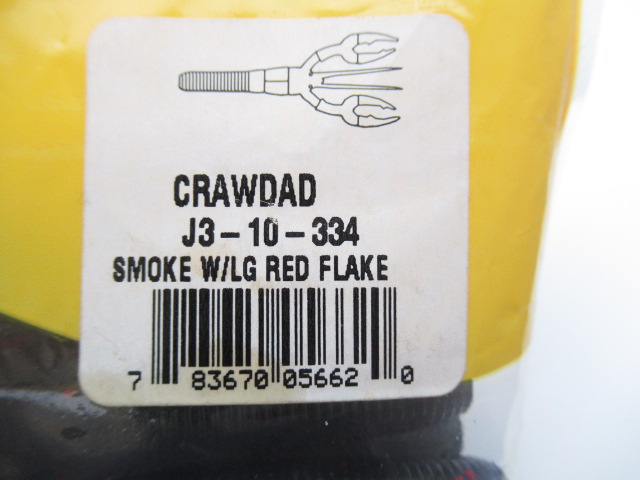 CRAWDAD
J3-10-334
SMOKE W/LG RED FLAKE
7 83670 05662 0